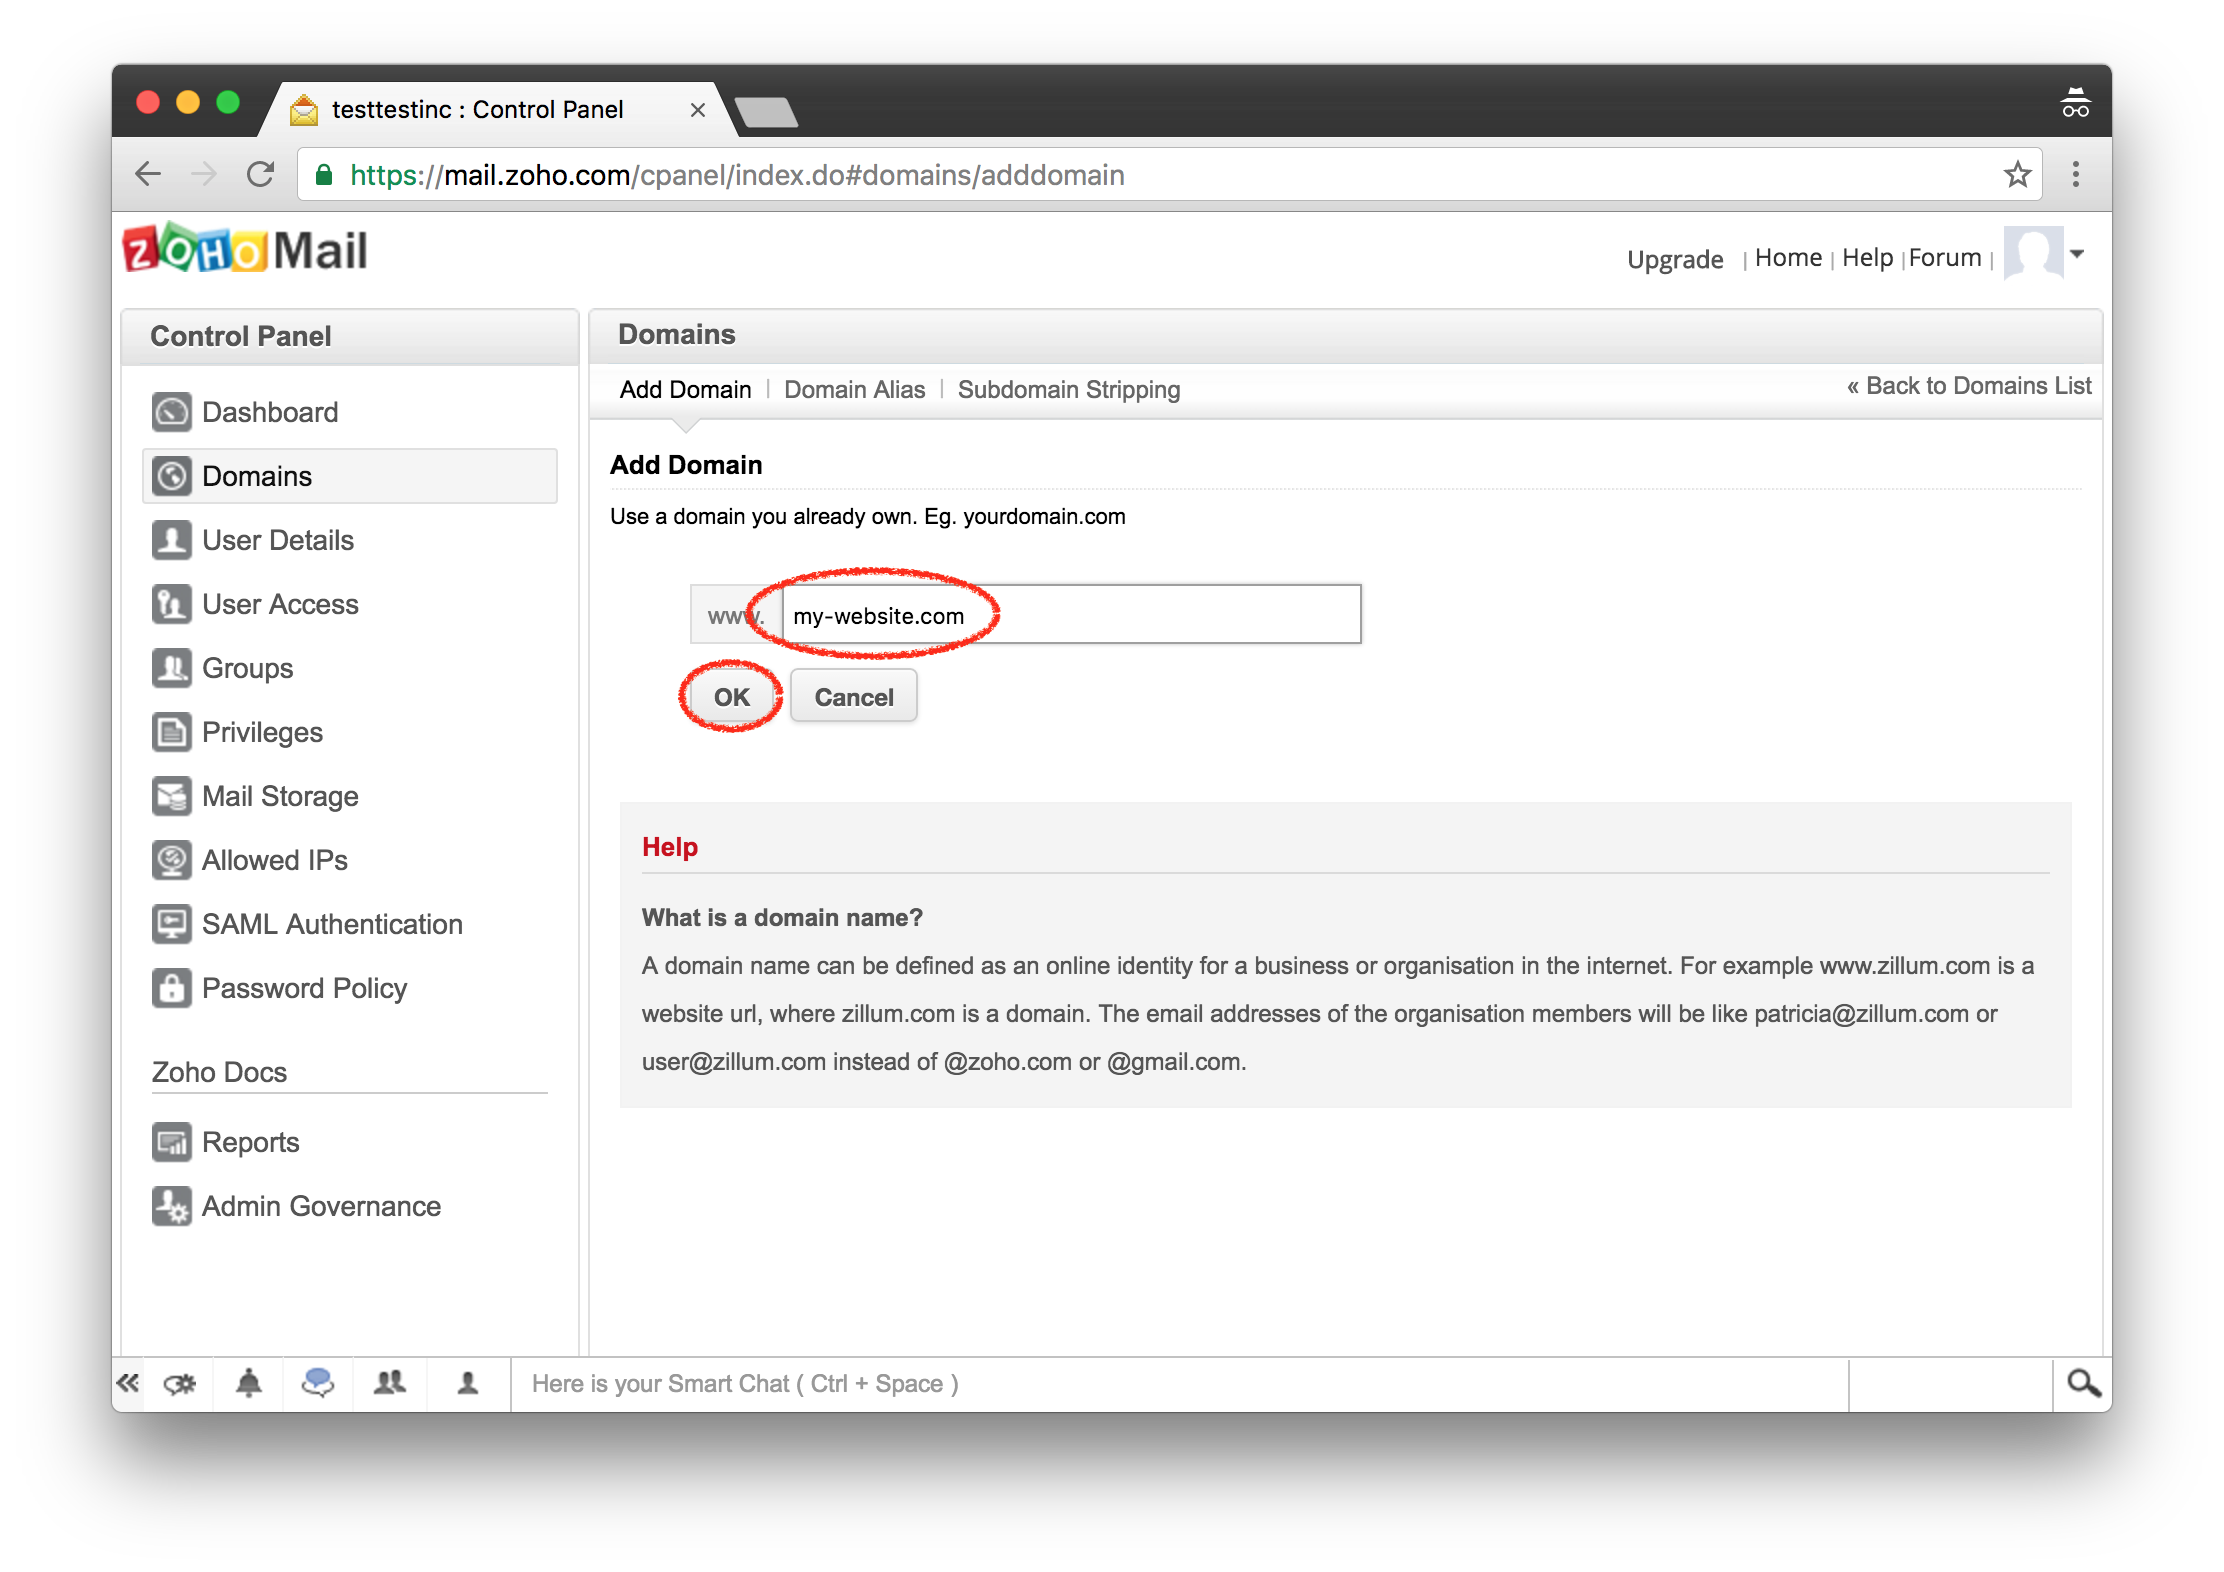 testtestinc : Control Panel
https://mail.zoho.com/cpanel/index.do#domains/adddomain
ZOHO Mail
Upgrade | Home | Help | Forum |
Control Panel
Dashboard
Domains
User Details
User Access
Groups
Privileges
Mail Storage
Allowed IPs
SAML Authentication
Password Policy
Zoho Docs
Reports
Admin Governance
Domains
Add Domain | Domain Alias | Subdomain Stripping
« Back to Domains List
Add Domain
Use a domain you already own. Eg. yourdomain.com
www. my-website.com
OK Cancel
Help
What is a domain name?
A domain name can be defined as an online identity for a business or organisation in the internet. For example www.zillum.com is a
website url, where zillum.com is a domain. The email addresses of the organisation members will be like patricia@zillum.com or
user@zillum.com instead of @zoho.com or @gmail.com.
Here is your Smart Chat ( Ctrl + Space )